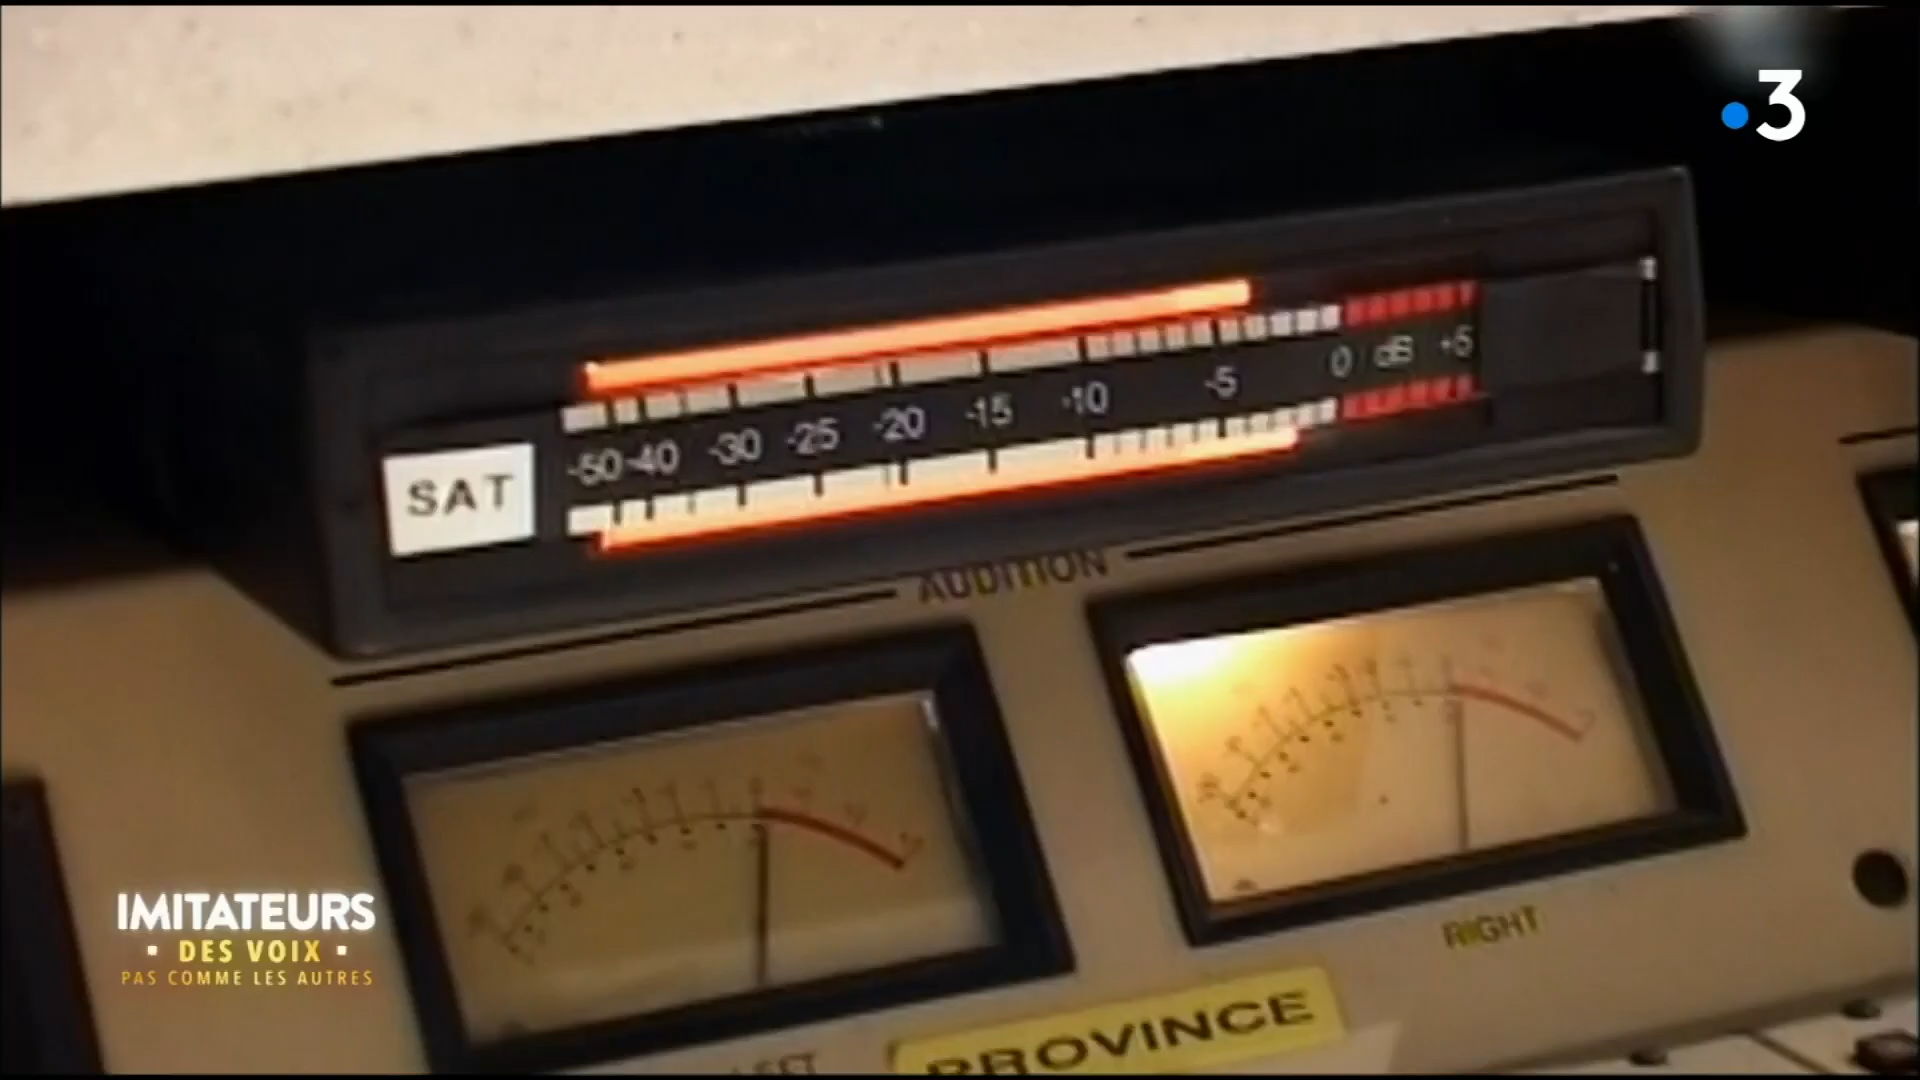 3
SAT
-50 -40 -30 -25 -20 -15 -10 -5 0 dB +5
AUDITION
RIGHT
PROVINCE
IMITATEURS
• DES VOIX •
PAS COMME LES AUTRES